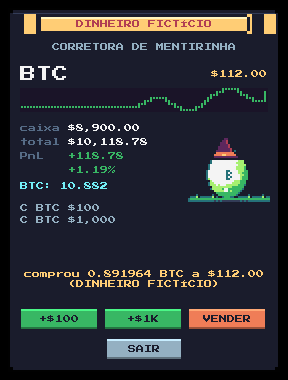 DINHEIRO FICTíCIO
CORRETORA DE MENTIRINHA
BTC $112.00
caixa $8,900.00
total $10,118.78
PnL +118.78
+1.19%
BTC: 10.882
C BTC $100
C BTC $1,000
B
comprou 0.891964 BTC a $112.00
(DINHEIRO FICTíCIO)
+$100 +$1K VENDER
SAIR